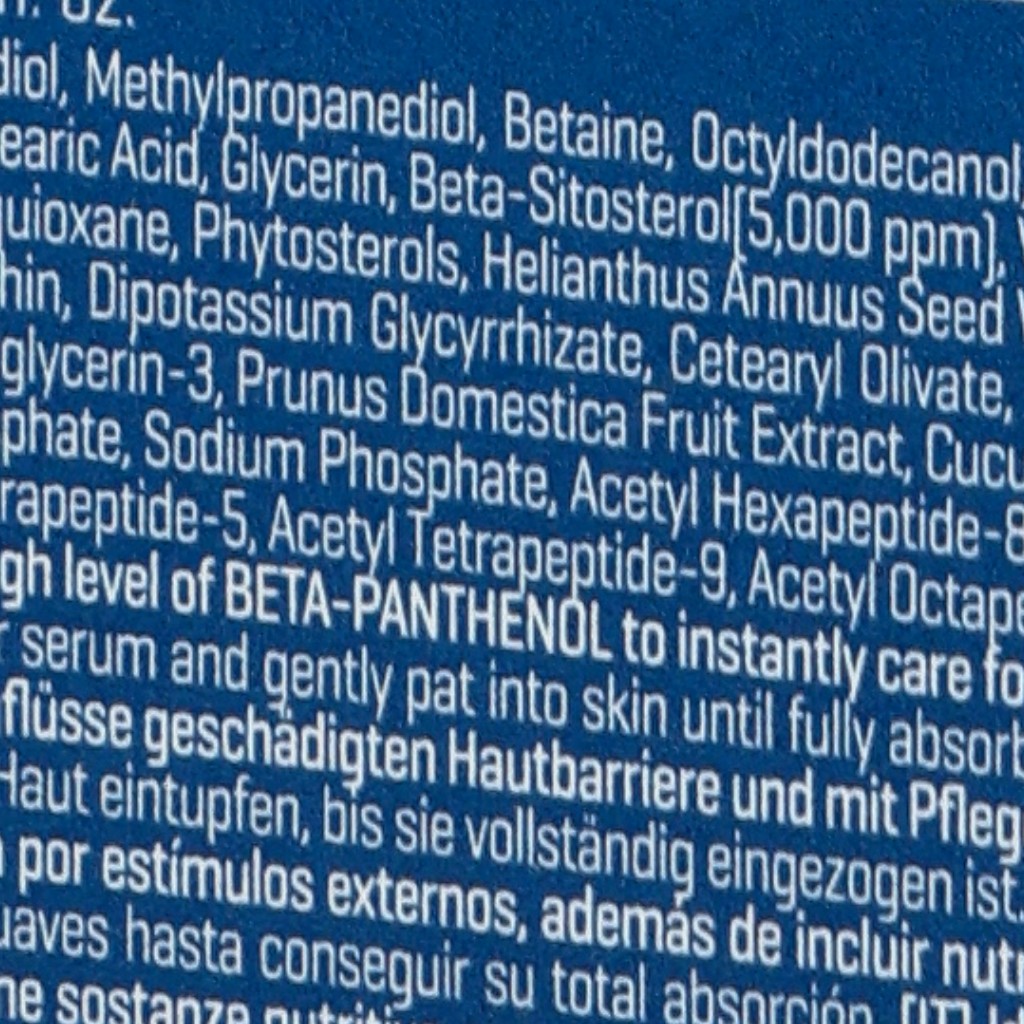 diol, Methylpropanediol, Betaine, Octyldodecanol,
earic Acid, Glycerin, Beta-Sitosterol(5,000 ppm),
uioxane, Phytosterols, Helianthus Annuus Seed
hin, Dipotassium Glycyrrhizate, Cetearyl Olivate,
glycerin-3, Prunus Domestica Fruit Extract, Cucu
phate, Sodium Phosphate, Acetyl Hexapeptide-8
rapeptide-5, Acetyl Tetrapeptide-9, Acetyl Octape
gh level of BETA-PANTHENOL to instantly care fo
serum and gently pat into skin until fully absorb
flüsse geschädigten Hautbarriere und mit Pfleg
Haut eintupfen, bis sie vollständig eingezogen ist.
por estímulos externos, además de incluir nutr
uaves hasta conseguir su total absorción. [IT]
ne sostanze nutritiv